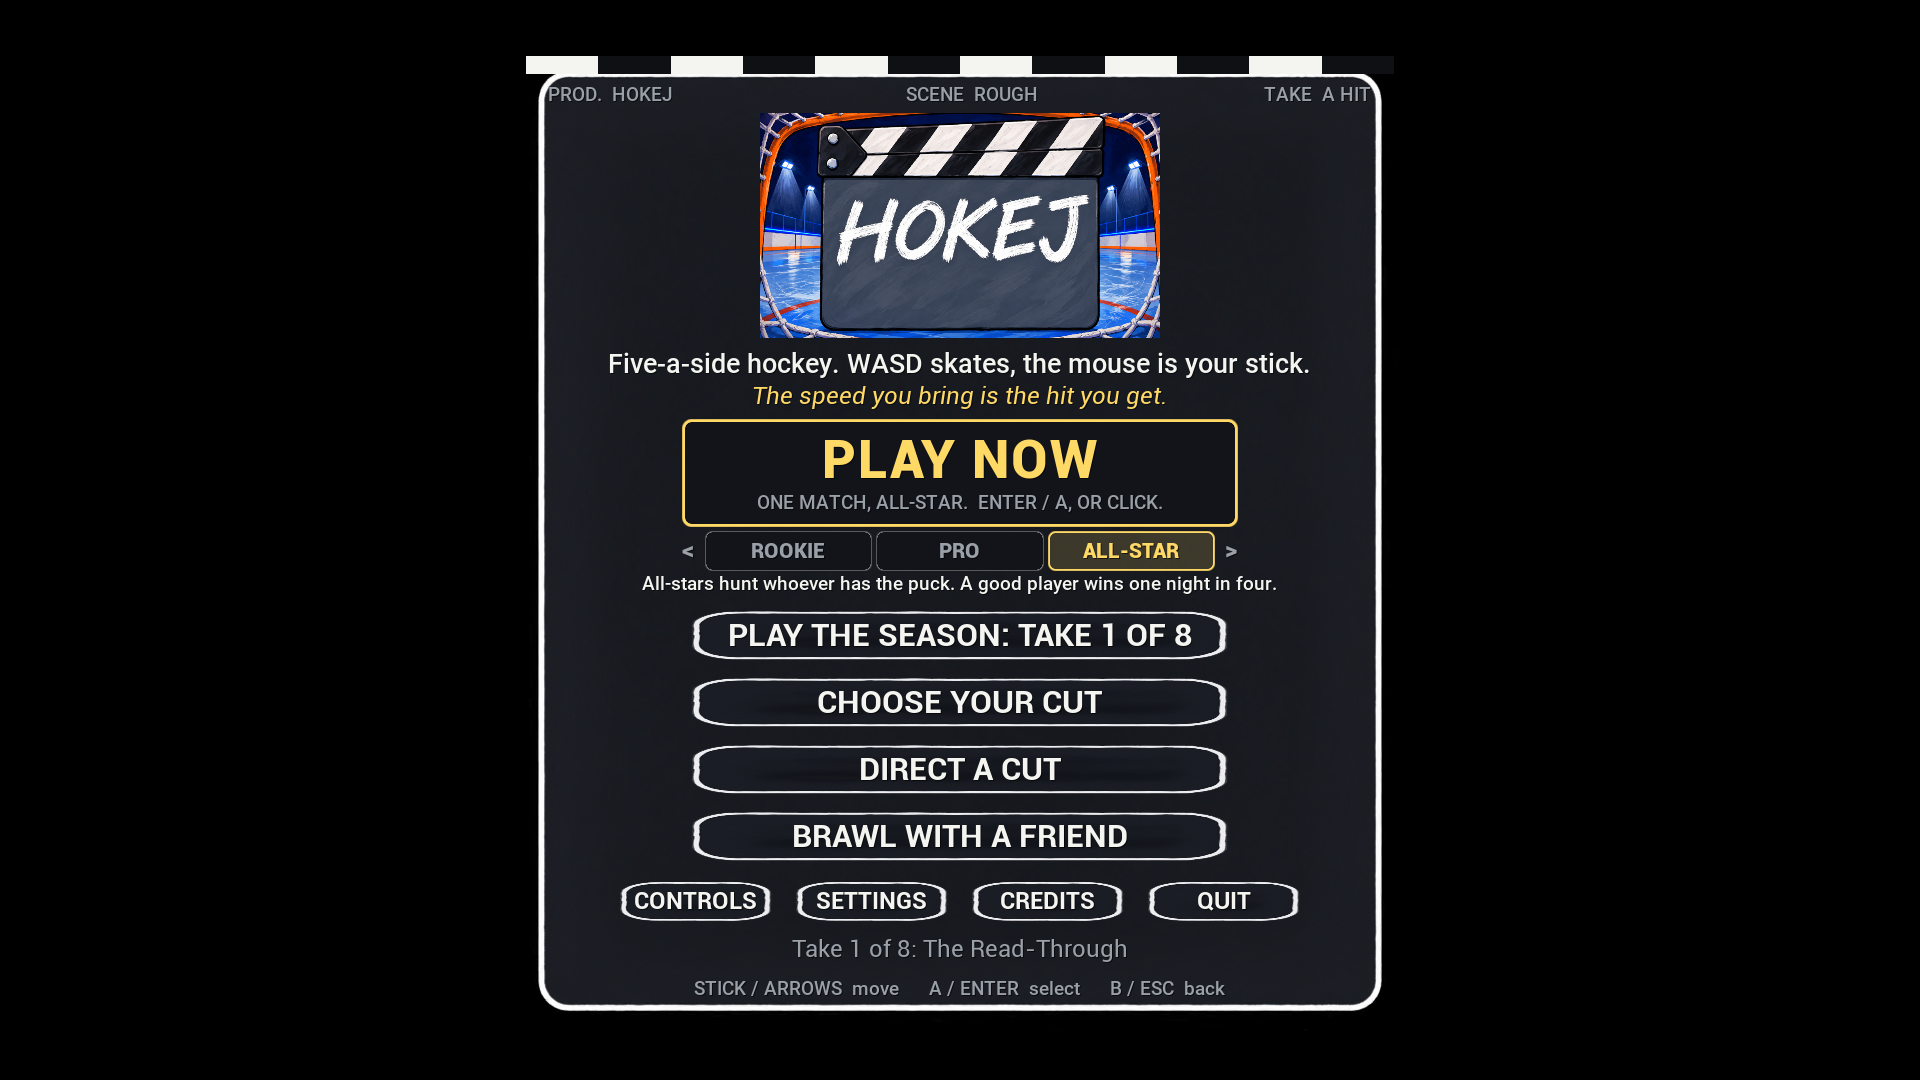 PROD. HOKEJ SCENE ROUGH TAKE A HIT
HOKEJ
Five-a-side hockey. WASD skates, the mouse is your stick.
The speed you bring is the hit you get.
PLAY NOW
ONE MATCH, ALL-STAR. ENTER / A, OR CLICK.
< ROOKIE PRO ALL-STAR >
All-stars hunt whoever has the puck. A good player wins one night in four.
PLAY THE SEASON: TAKE 1 OF 8
CHOOSE YOUR CUT
DIRECT A CUT
BRAWL WITH A FRIEND
CONTROLS SETTINGS CREDITS QUIT
Take 1 of 8: The Read-Through
STICK / ARROWS move A / ENTER select B / ESC back